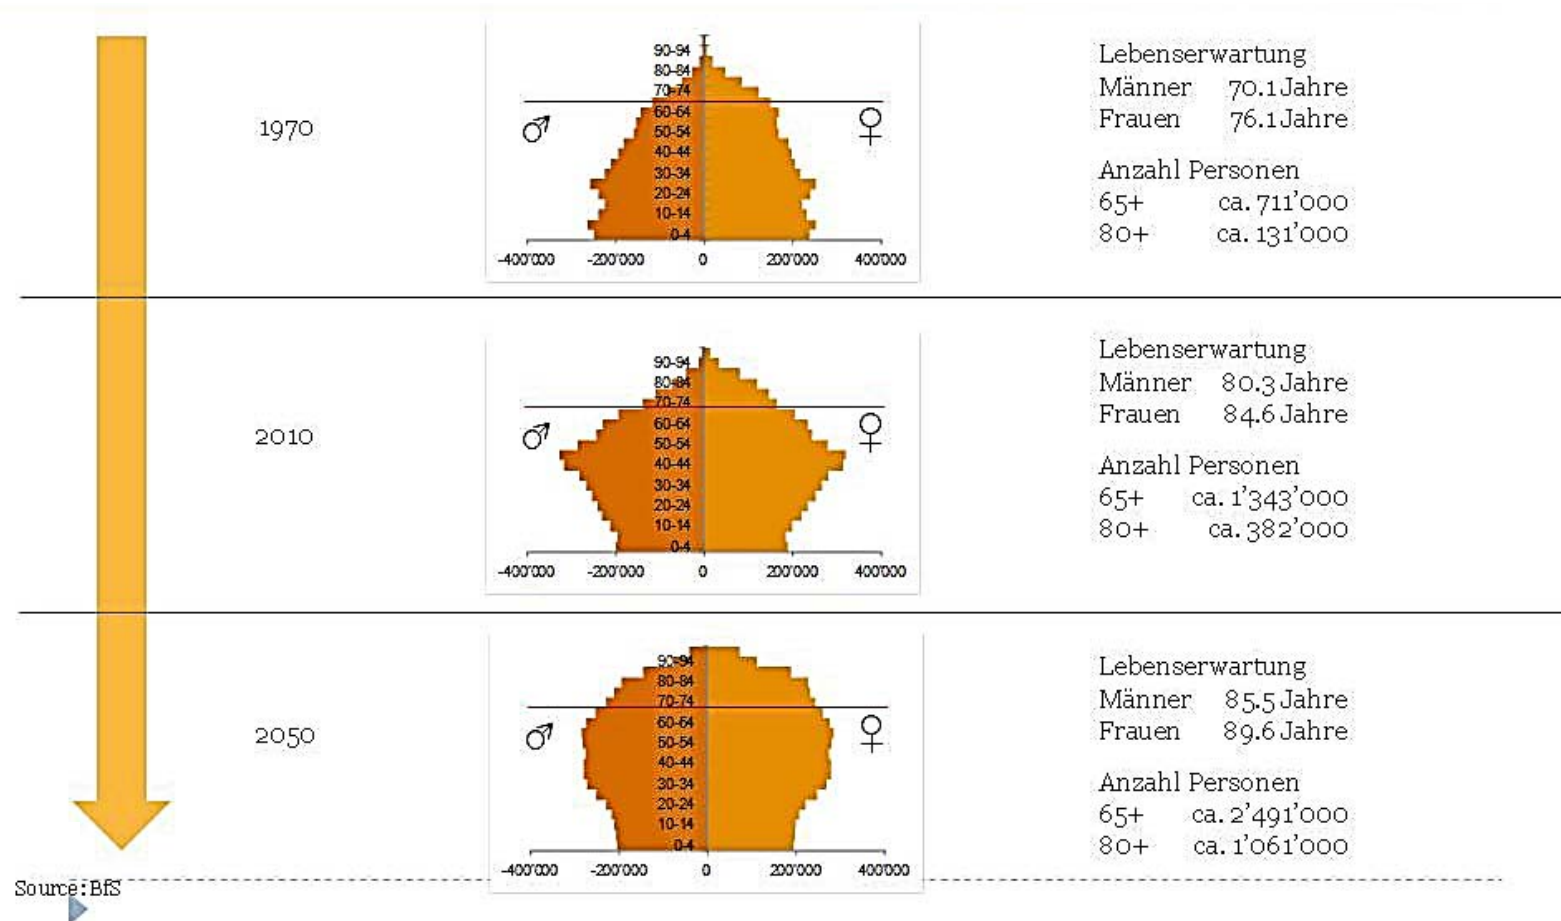 1970
90-94
80-84
70-74
60-64
50-54
40-44
30-34
20-24
10-14
0-4
-400'000 -200'000 0 200'000 400'000
♂ ♀
Lebenserwartung
Männer 70.1 Jahre
Frauen 76.1 Jahre
Anzahl Personen
65+ ca. 711'000
80+ ca. 131'000
2010
90-94
80-84
70-74
60-64
50-54
40-44
30-34
20-24
10-14
0-4
-400'000 -200'000 0 200'000 400'000
♂ ♀
Lebenserwartung
Männer 80.3 Jahre
Frauen 84.6 Jahre
Anzahl Personen
65+ ca. 1'343'000
80+ ca. 382'000
2050
90-94
80-84
70-74
60-64
50-54
40-44
30-34
20-24
10-14
0-4
-400'000 -200'000 0 200'000 400'000
♂ ♀
Lebenserwartung
Männer 85.5 Jahre
Frauen 89.6 Jahre
Anzahl Personen
65+ ca. 2'491'000
80+ ca. 1'061'000
Source: BfS